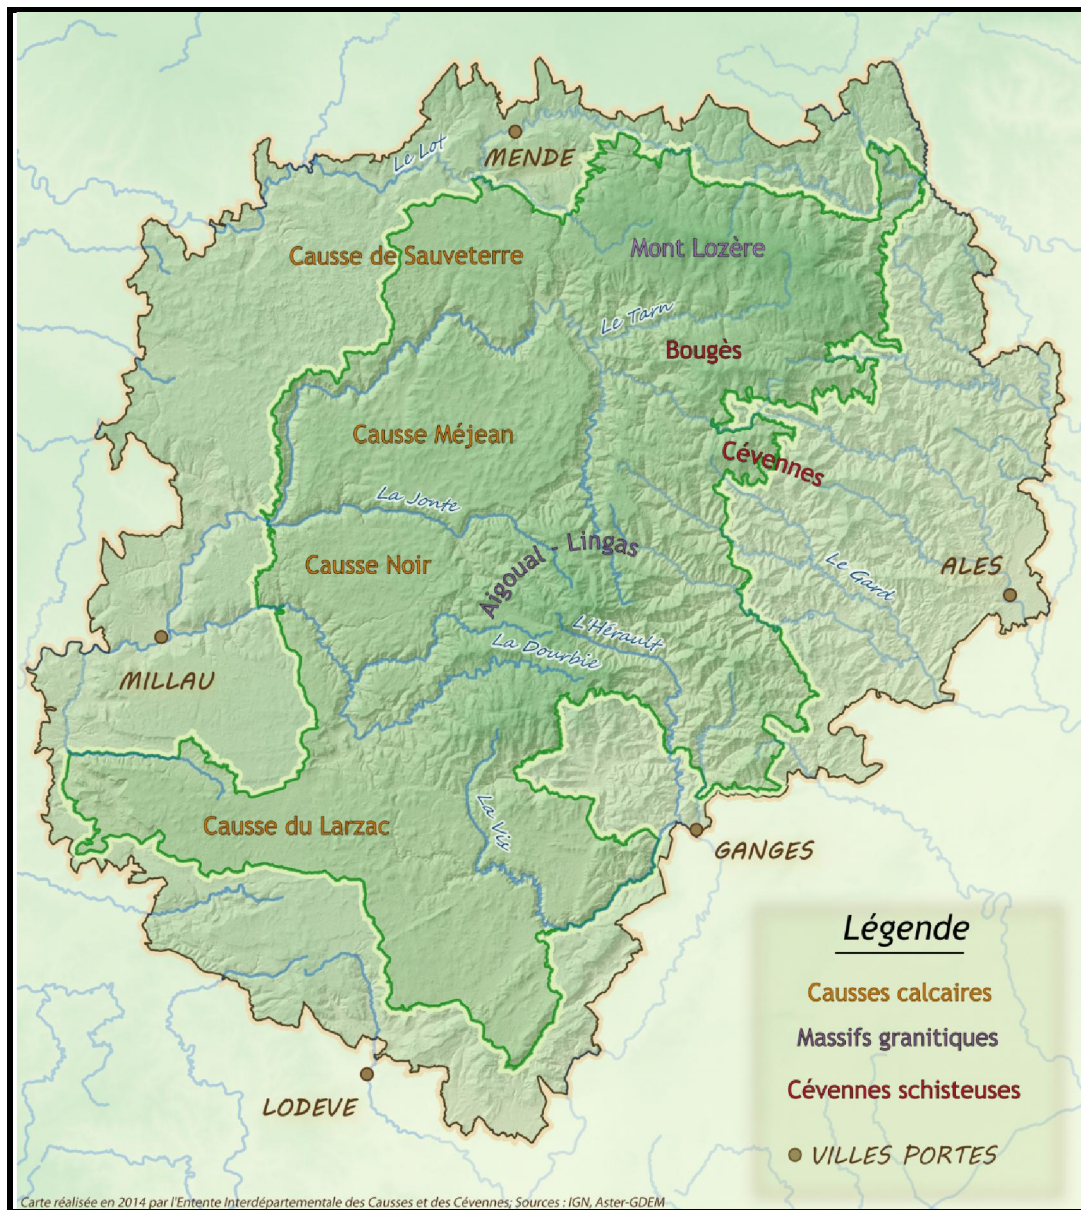 Le Lot
MENDE
Causse de Sauveterre
Mont Lozère
Le Tarn
Bougès
Causse Méjean
Cévennes
La Jonte
Causse Noir
Aigoual - Lingas
Le Gard
ALES
L'Hérault
La Dourbie
MILLAU
La Vis
Causse du Larzac
GANGES
Légende
Causses calcaires
Massifs granitiques
Cévennes schisteuses
VILLES PORTES
LODEVE
Carte réalisée en 2014 par l'Entente Interdépartementale des Causses et des Cévennes; Sources : IGN, Aster-GDEM